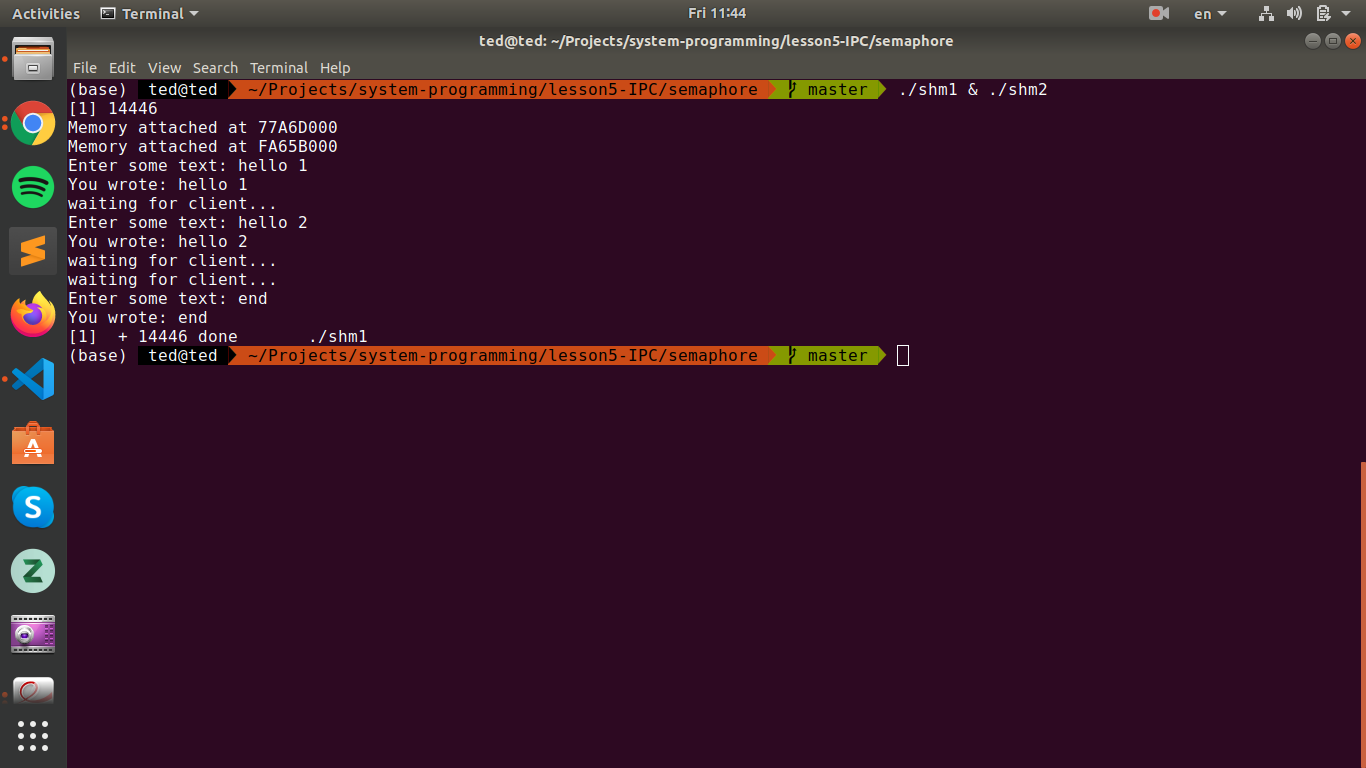 Activities Terminal Fri 11:44 en
ted@ted: ~/Projects/system-programming/lesson5-IPC/semaphore
File Edit View Search Terminal Help
(base) ted@ted ~/Projects/system-programming/lesson5-IPC/semaphore master ./shm1 & ./shm2
[1] 14446
Memory attached at 77A6D000
Memory attached at FA65B000
Enter some text: hello 1
You wrote: hello 1
waiting for client...
Enter some text: hello 2
You wrote: hello 2
waiting for client...
waiting for client...
Enter some text: end
You wrote: end
[1]  + 14446 done       ./shm1
(base) ted@ted ~/Projects/system-programming/lesson5-IPC/semaphore master